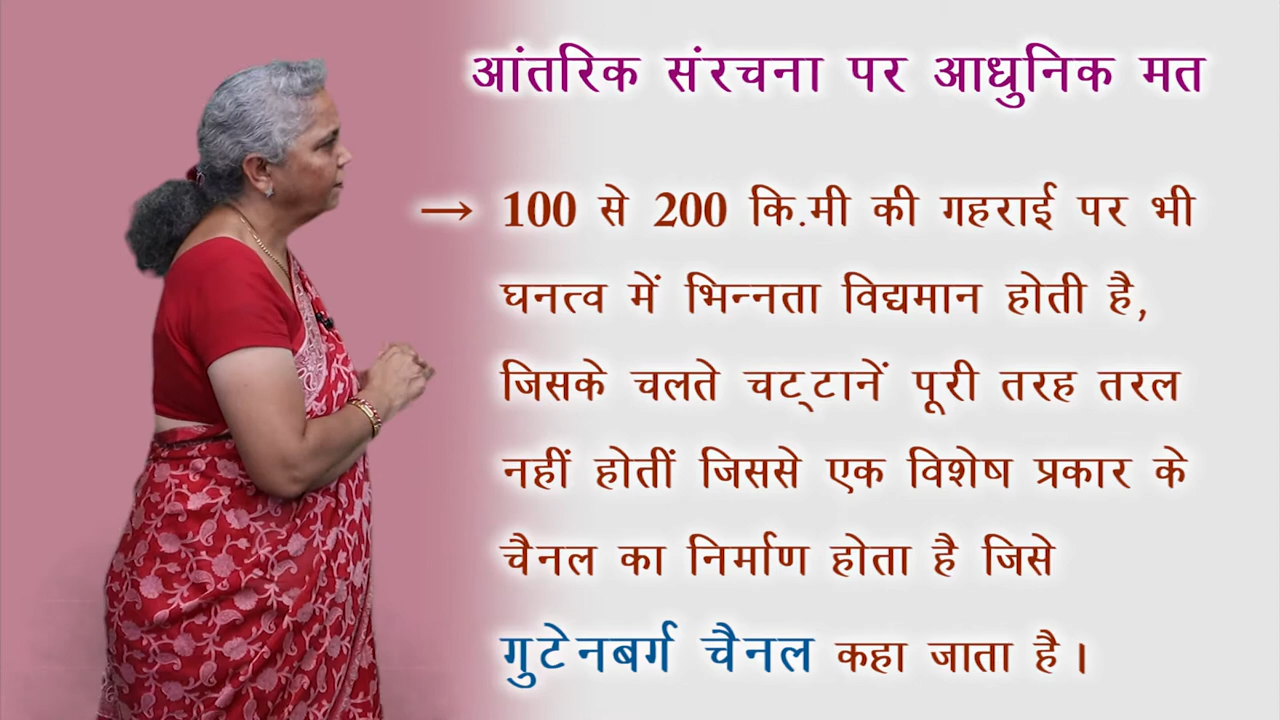 आंतरिक संरचना पर आधुनिक मत
→ 100 से 200 कि.मी की गहराई पर भी
घनत्व में भिन्नता विद्यमान होती है,
जिसके चलते चट्‌टानें पूरी तरह तरल
नहीं होतीं जिससे एक विशेष प्रकार के
चैनल का निर्माण होता है जिसे
गुटेनबर्ग चैनल कहा जाता है।